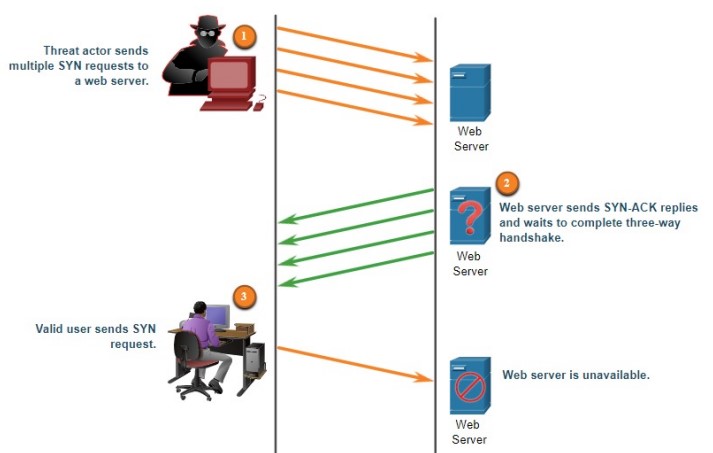 1
Threat actor sends
multiple SYN requests to
a web server.
Web
Server
2
Web server sends SYN-ACK replies
and waits to complete three-way
handshake.
Web
Server
3
Valid user sends SYN
request.
Web server is unavailable.
Web
Server